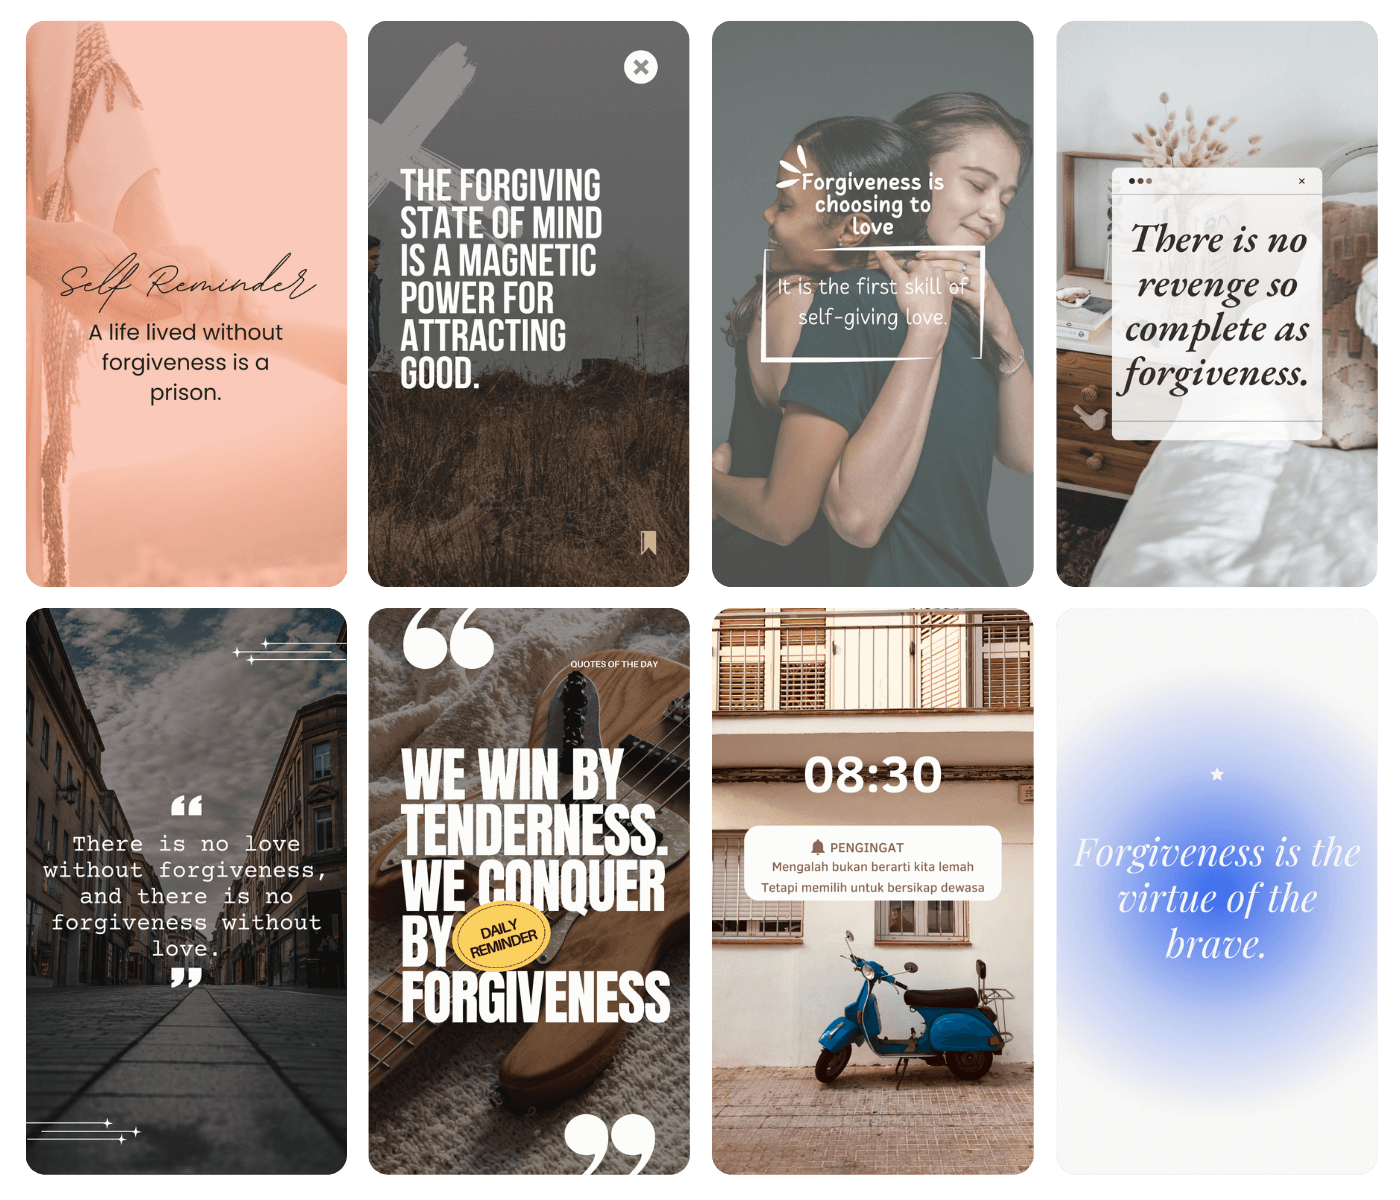 Self Reminder
A life lived without
forgiveness is a
prison.
THE FORGIVING
STATE OF MIND
IS A MAGNETIC
POWER FOR
ATTRACTING
GOOD.
Forgiveness is
choosing to
love
It is the first skill of
self-giving love.
There is no
revenge so
complete as
forgiveness.
“
There is no love
without forgiveness,
and there is no
forgiveness without
love.
”
“
QUOTES OF THE DAY
WE WIN BY
TENDERNESS.
WE CONQUER
BY
DAILY
REMINDER
FORGIVENESS
”
08:30
PENGINGAT
Mengalah bukan berarti kita lemah
Tetapi memilih untuk bersikap dewasa
Forgiveness is the
virtue of the
brave.